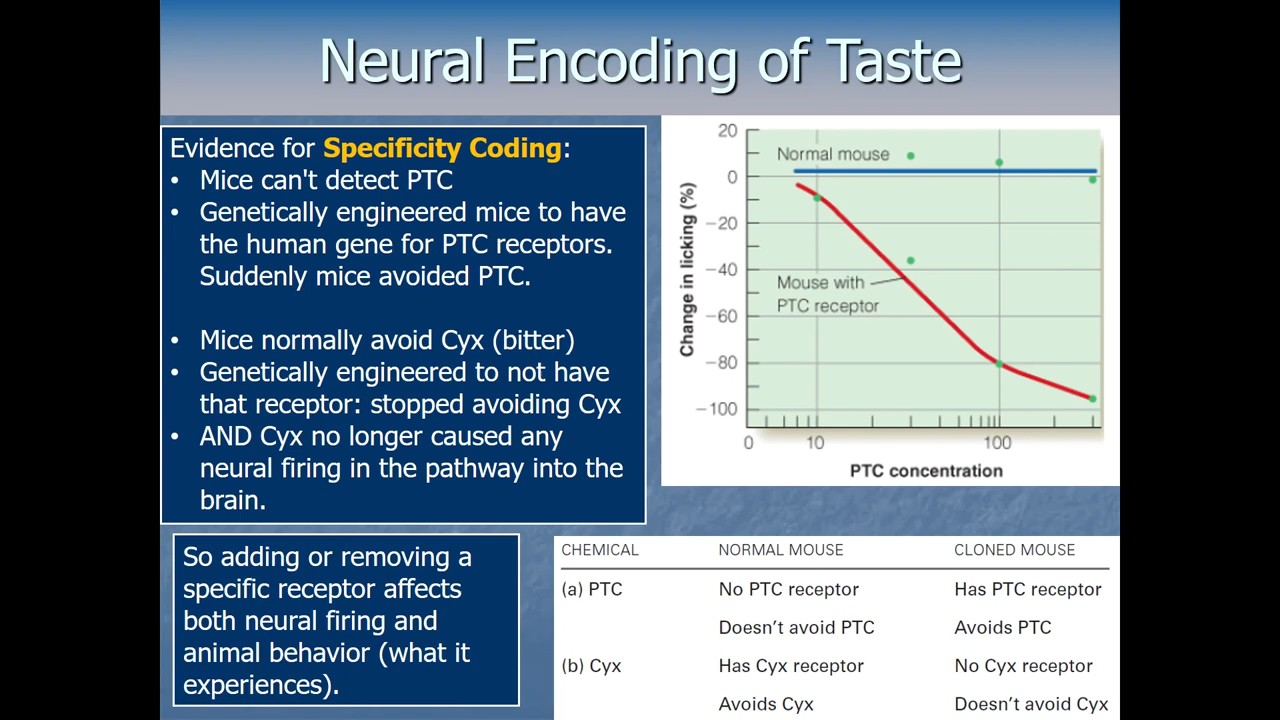 Neural Encoding of Taste
Evidence for Specificity Coding:
• Mice can't detect PTC
• Genetically engineered mice to have
the human gene for PTC receptors.
Suddenly mice avoided PTC.
• Mice normally avoid Cyx (bitter)
• Genetically engineered to not have
that receptor: stopped avoiding Cyx
• AND Cyx no longer caused any
neural firing in the pathway into the
brain.
So adding or removing a
specific receptor affects
both neural firing and
animal behavior (what it
experiences).
Change in licking (%)
20
0
−20
−40
−60
−80
−100
Normal mouse
Mouse with
PTC receptor
0 10 100
PTC concentration
CHEMICAL NORMAL MOUSE CLONED MOUSE
(a) PTC No PTC receptor Has PTC receptor
Doesn't avoid PTC Avoids PTC
(b) Cyx Has Cyx receptor No Cyx receptor
Avoids Cyx Doesn't avoid Cyx